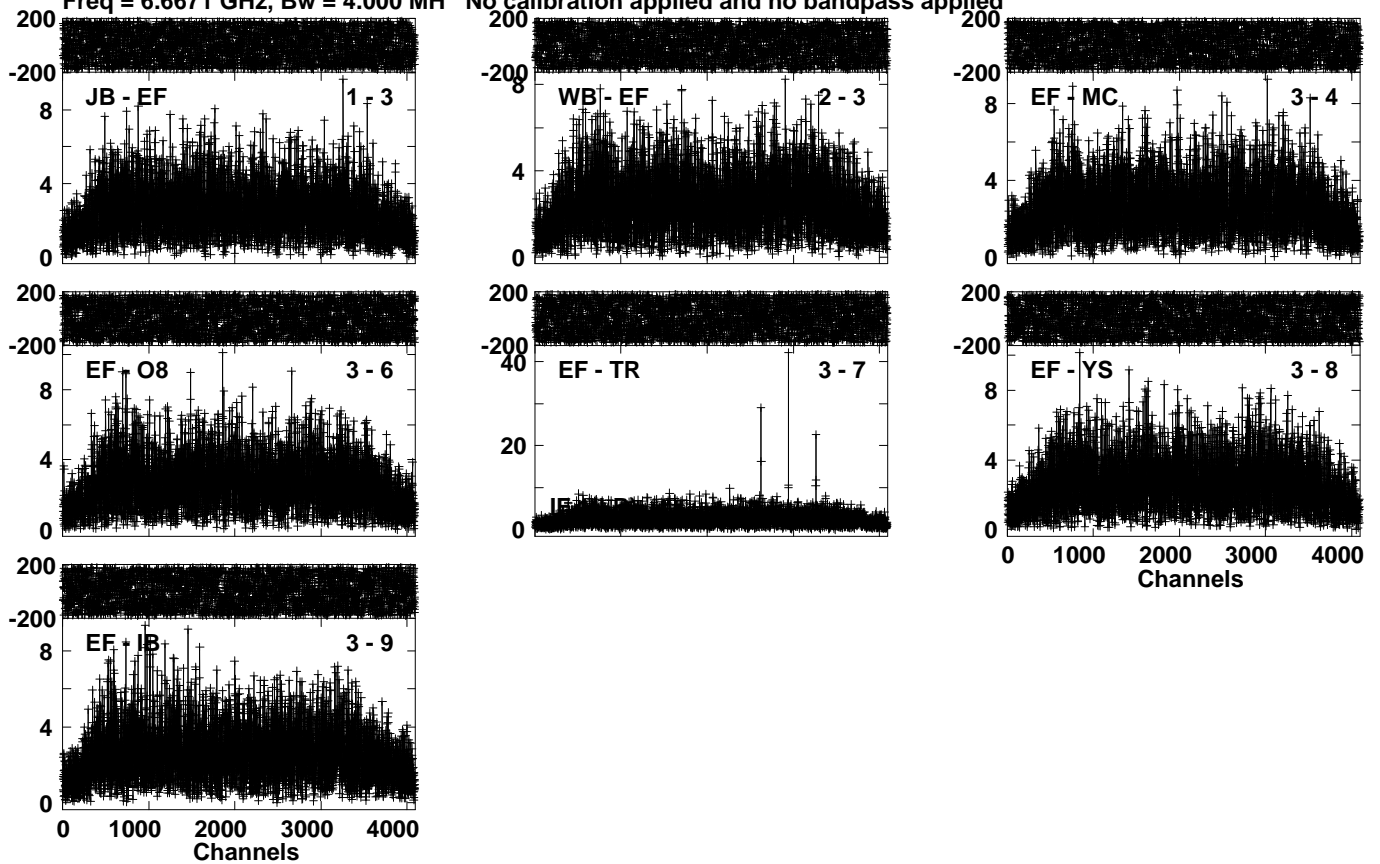 Freq = 6.6671 GHz, Bw = 4.000 MH No calibration applied and no bandpass applied
200
-200
JB - EF 1 - 3
8
4
0
200
-200
WB - EF 2 - 3
8
4
0
200
-200
EF - MC 3 - 4
8
4
0
200
-200
EF - O8 3 - 6
8
4
0
200
-200
EF - TR 3 - 7
40
20
0
200
-200
EF - YS 3 - 8
8
4
0
0 1000 2000 3000 4000
Channels
200
-200
EF - IB 3 - 9
8
4
0
0 1000 2000 3000 4000
Channels